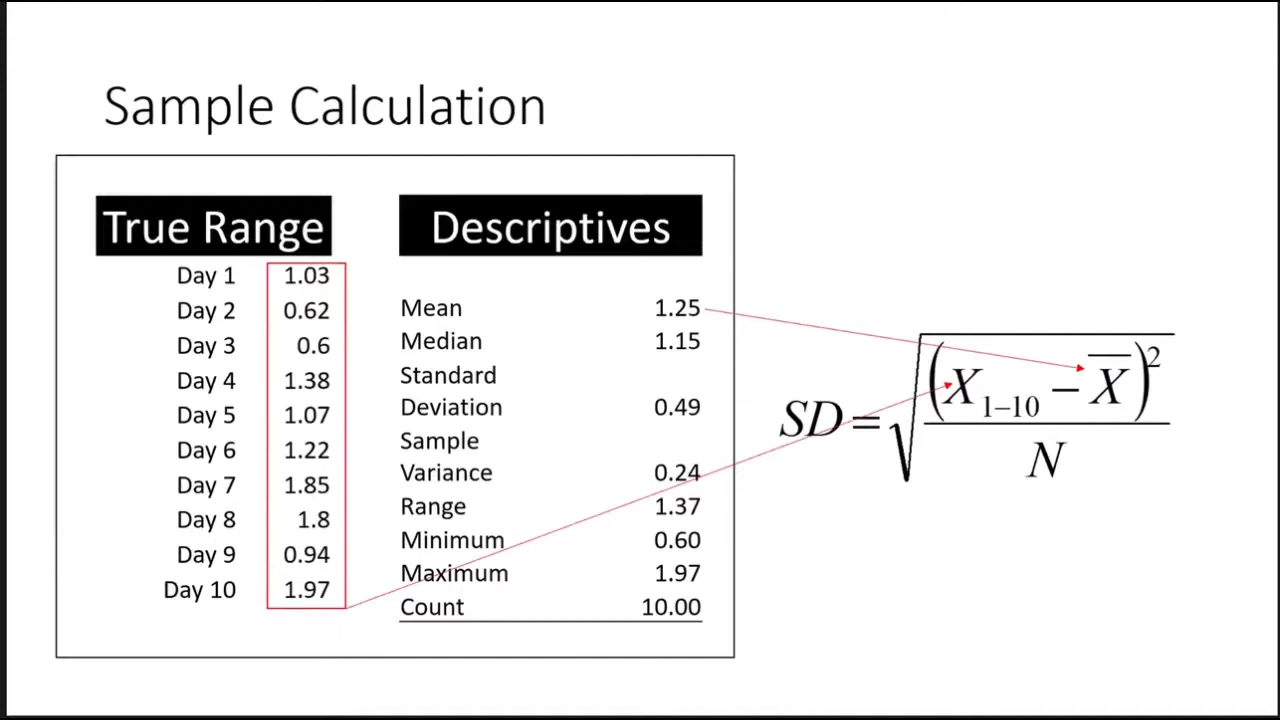 Sample Calculation
True Range
Day 1 1.03
Day 2 0.62
Day 3 0.6
Day 4 1.38
Day 5 1.07
Day 6 1.22
Day 7 1.85
Day 8 1.8
Day 9 0.94
Day 10 1.97
Descriptives
Mean 1.25
Median 1.15
Standard
Deviation 0.49
Sample
Variance 0.24
Range 1.37
Minimum 0.60
Maximum 1.97
Count 10.00
SD = √((X₁₋₁₀ − X̅)² / N)